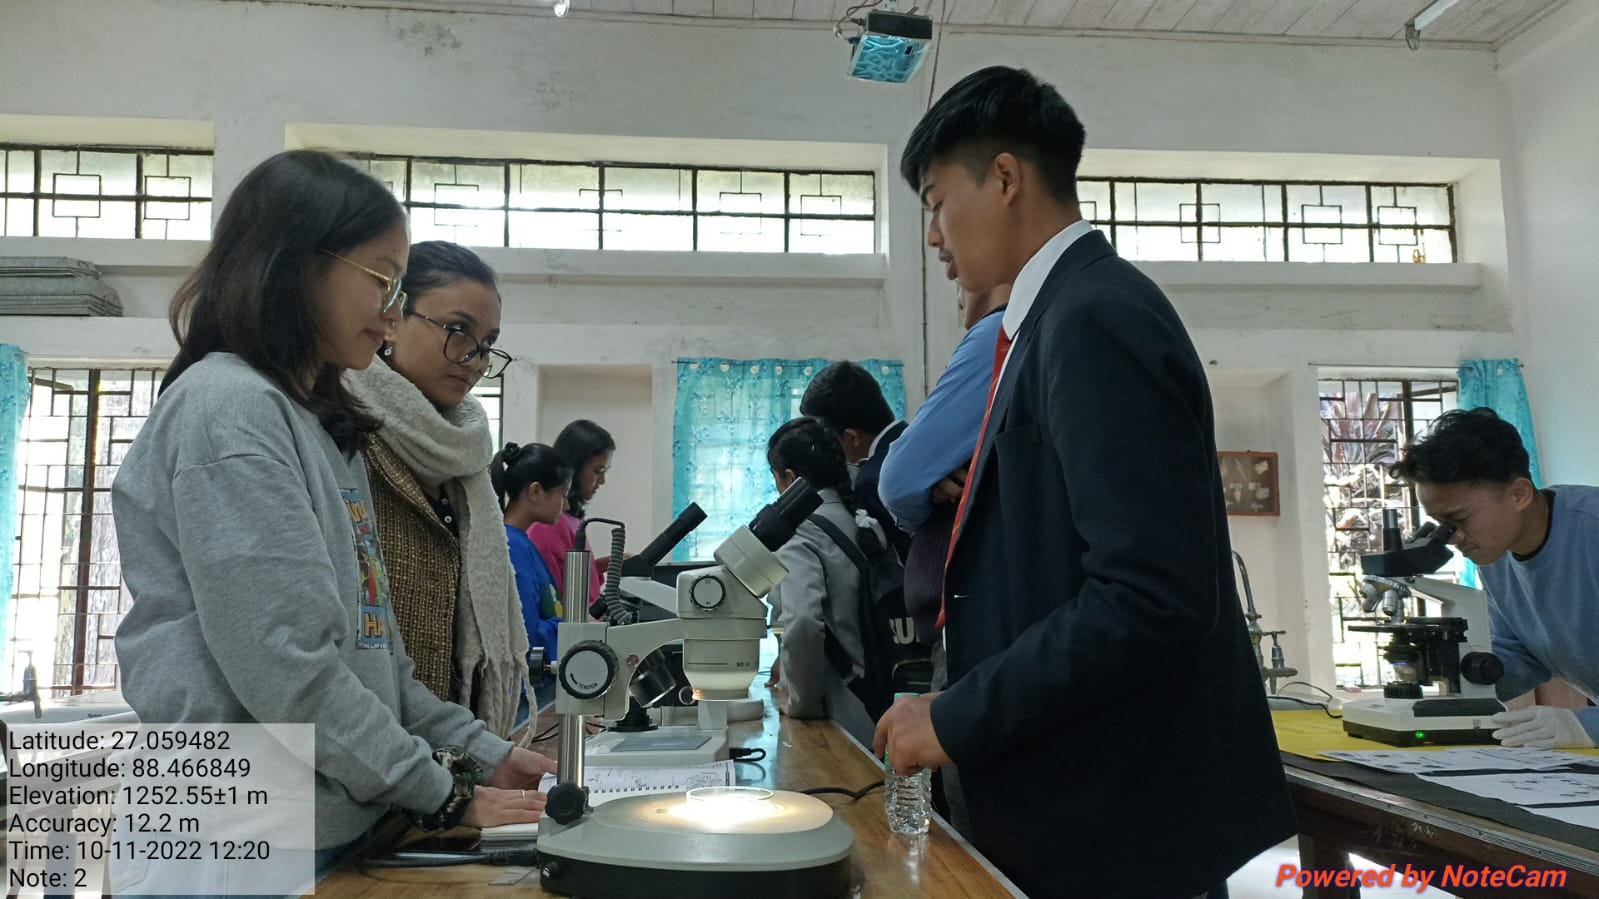 Latitude: 27.059482
Longitude: 88.466849
Elevation: 1252.55±1 m
Accuracy: 12.2 m
Time: 10-11-2022 12:20
Note: 2
Powered by NoteCam